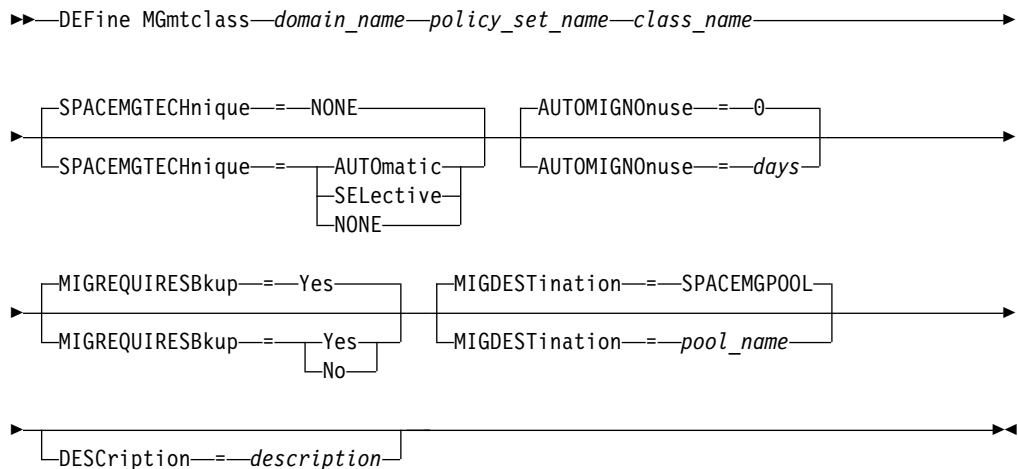 DEFine MGmtclass domain_name policy_set_name class_name
SPACEMGTECHnique = NONE AUTOMIGNOnuse = 0
SPACEMGTECHnique = AUTOmatic AUTOMIGNOnuse = days
SELective
NONE
MIGREQUIRESBkup = Yes MIGDESTination = SPACEMGPOOL
MIGREQUIRESBkup = Yes MIGDESTination = pool_name
No
DESCription = description